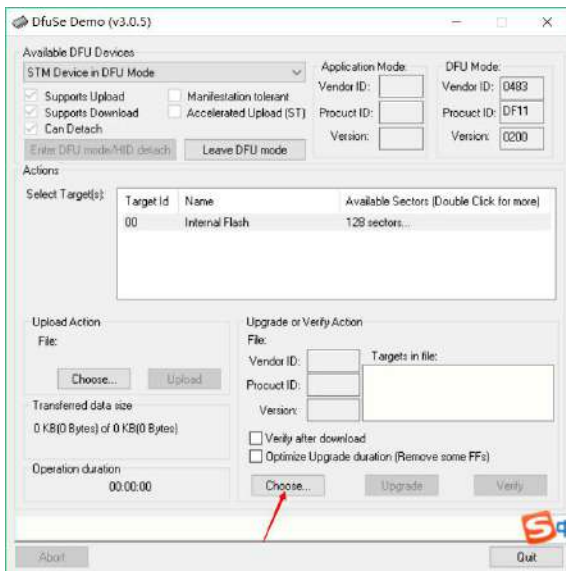 DfuSe Demo (v3.0.5)
Available DFU Devices
STM Device in DFU Mode
Supports Upload
Manifestation tolerant
Supports Download
Accelerated Upload (ST)
Can Detach
Enter DFU mode/HID detach
Leave DFU mode
Application Mode:
Vendor ID:
Procuct ID:
Version:
DFU Mode:
Vendor ID: 0483
Procuct ID: DF11
Version: 0200
Actions
Select Target(s):
Target Id Name Available Sectors (Double Click for more)
00 Internal Flash 128 sectors...
Upload Action
File:
Choose... Upload
Transferred data size
0 KB(0 Bytes) of 0 KB(0 Bytes)
Operation duration
00:00:00
Upgrade or Verify Action
File:
Vendor ID:
Procuct ID:
Version:
Targets in file:
Verify after download
Optimize Upgrade duration (Remove some FFs)
Choose... Upgrade Verify
Abort Quit